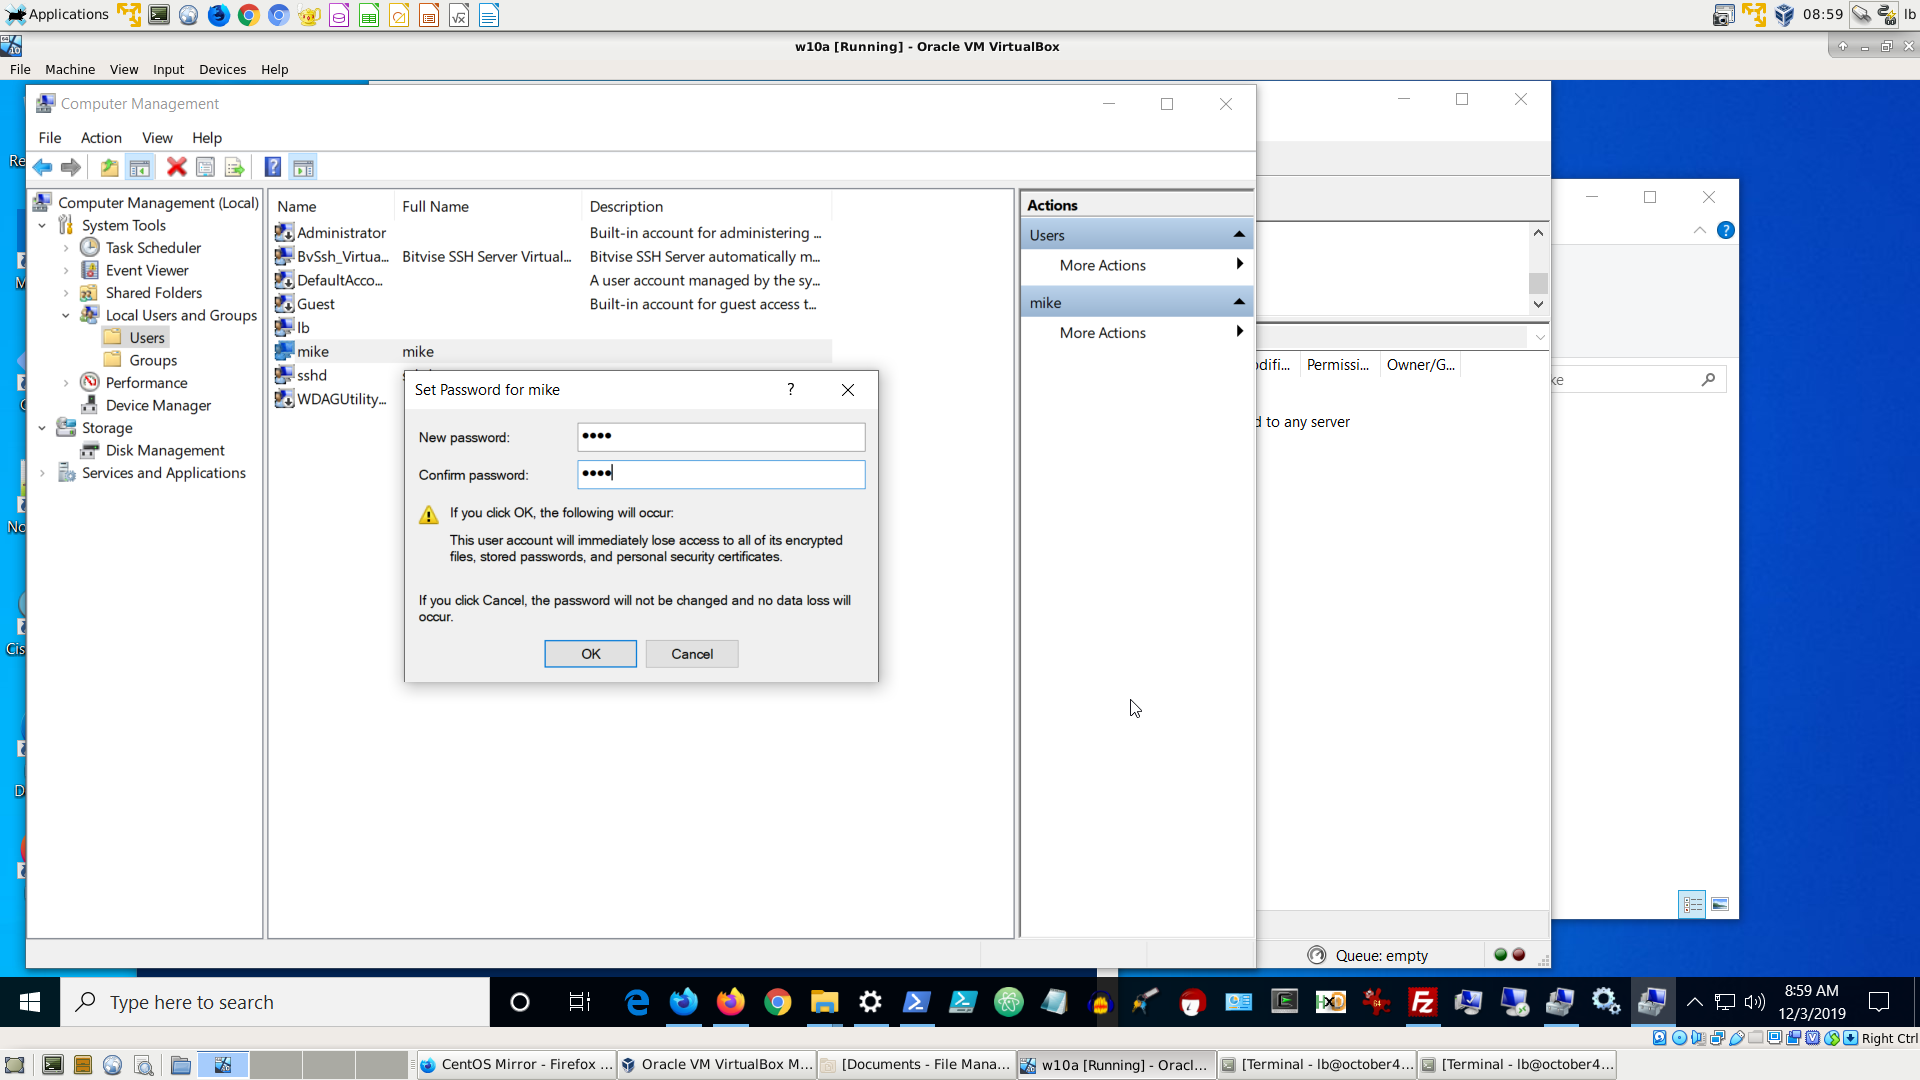 Applications
08:59
lb
w10a [Running] - Oracle VM VirtualBox
File Machine View Input Devices Help
Computer Management
File Action View Help
Computer Management (Local)
System Tools
Task Scheduler
Event Viewer
Shared Folders
Local Users and Groups
Users
Groups
Performance
Device Manager
Storage
Disk Management
Services and Applications
Name Full Name Description
Administrator Built-in account for administering ...
BvSsh_Virtua... Bitvise SSH Server Virtual... Bitvise SSH Server automatically m...
DefaultAcco... A user account managed by the sy...
Guest Built-in account for guest access t...
lb
mike mike
sshd
WDAGUtility...
Set Password for mike
New password: ●●●●
Confirm password: ●●●●
If you click OK, the following will occur:
This user account will immediately lose access to all of its encrypted
files, stored passwords, and personal security certificates.
If you click Cancel, the password will not be changed and no data loss will
occur.
OK Cancel
Actions
Users
More Actions
mike
More Actions
difi... Permissi... Owner/G...
d to any server
Queue: empty
Type here to search
8:59 AM
12/3/2019
Right Ctrl
CentOS Mirror - Firefox ...
Oracle VM VirtualBox M...
[Documents - File Mana...
w10a [Running] - Oracl...
[Terminal - lb@october4...
[Terminal - lb@october4...